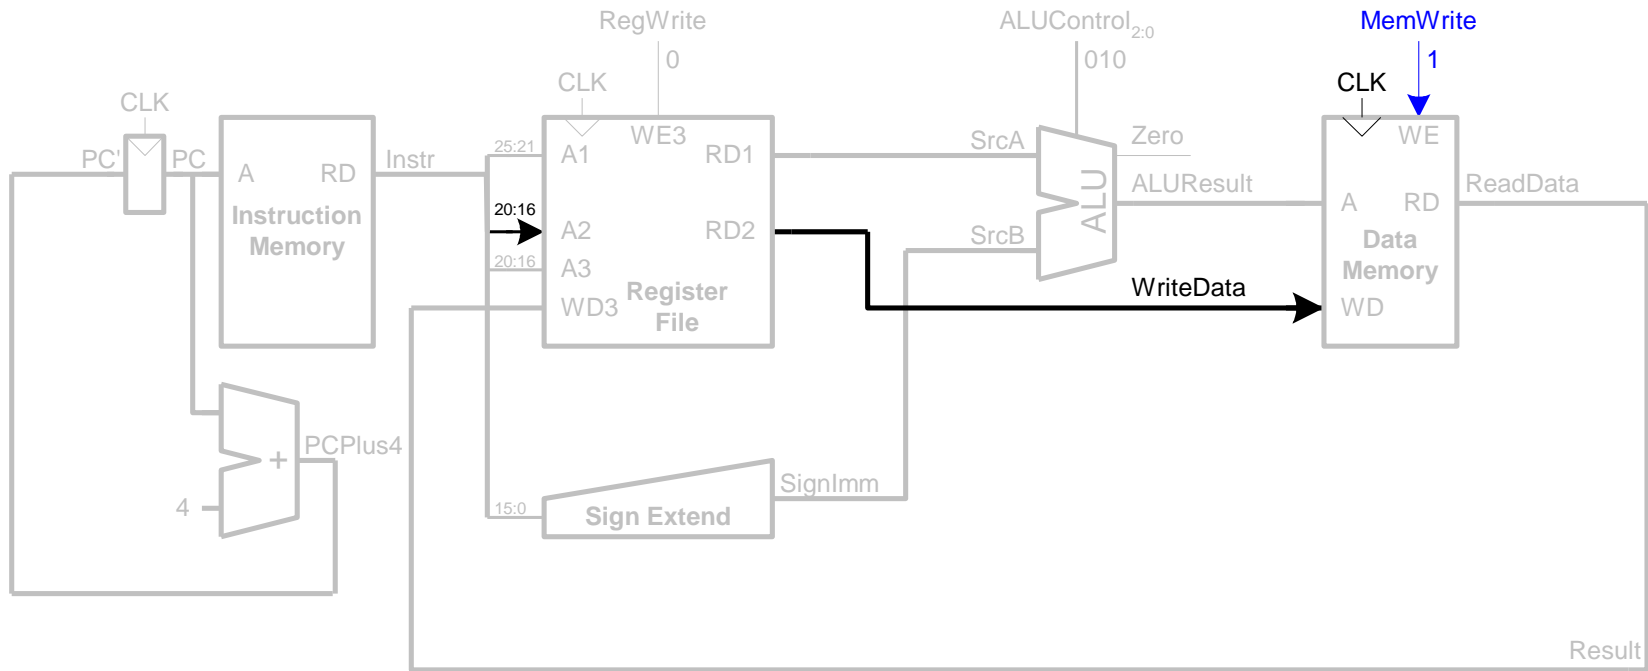 RegWrite
ALUControl2:0
MemWrite
0
010
1
CLK
CLK
CLK
WE3
WE
PC'
PC
A
RD
Instr
Instruction
Memory
25:21
A1
RD1
SrcA
Zero
ALU
ALUResult
A
RD
ReadData
20:16
A2
RD2
SrcB
Data
Memory
20:16
A3
WD3
Register
File
WriteData
WD
PCPlus4
+
4
15:0
Sign Extend
SignImm
Result